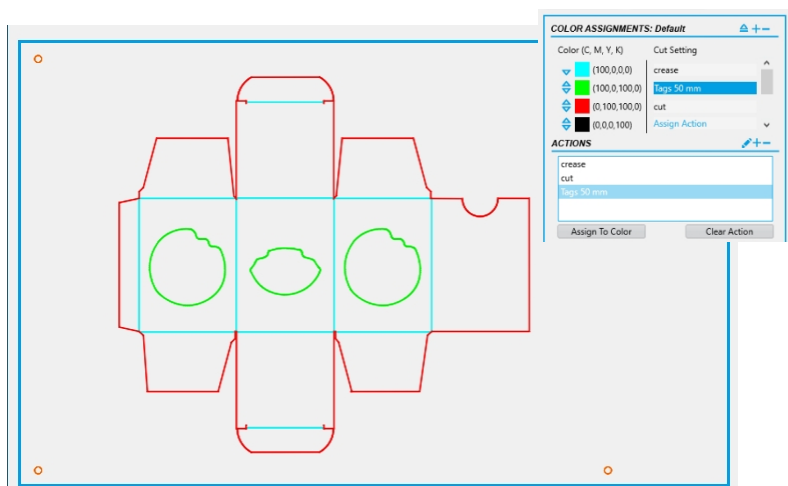 COLOR ASSIGNMENTS: Default
Color (C, M, Y, K) Cut Setting
(100,0,0,0) crease
(100,0,100,0) Tags 50 mm
(0,100,100,0) cut
(0,0,0,100) Assign Action
ACTIONS
crease
cut
Tags 50 mm
Assign To Color Clear Action